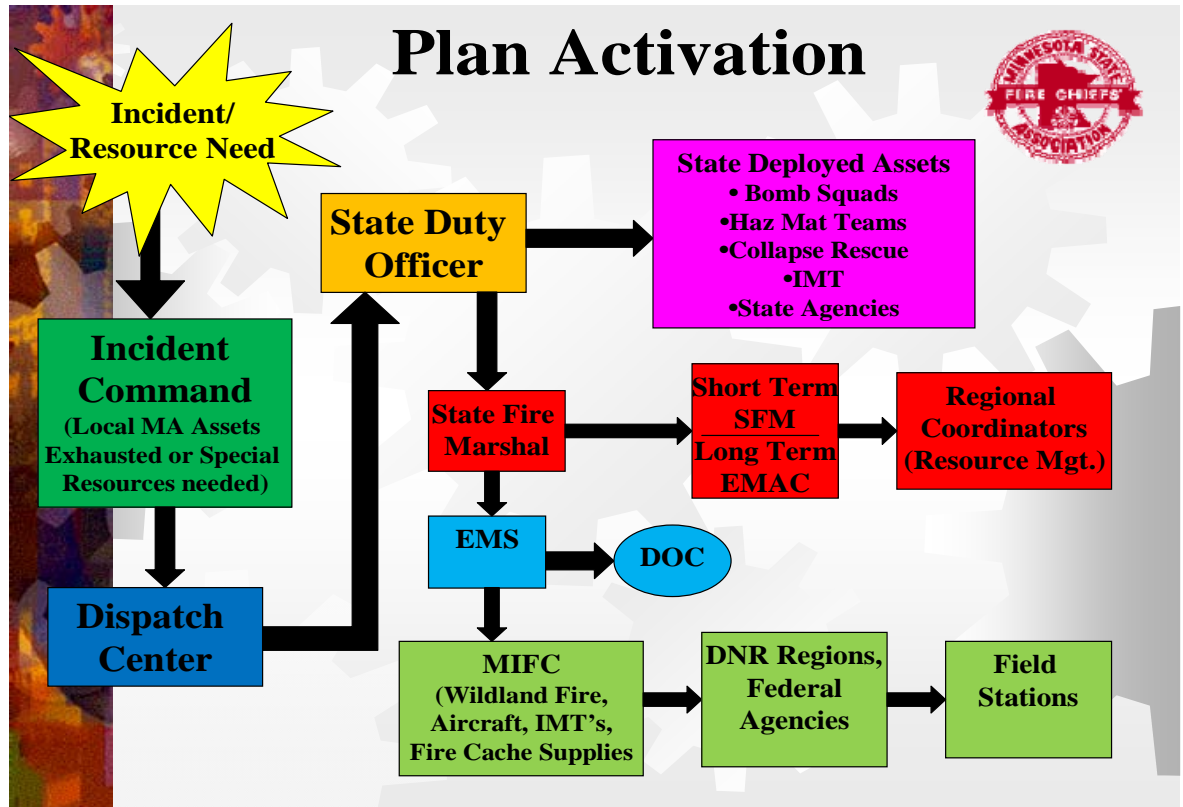 Plan Activation
MINNESOTA STATE
FIRE CHIEFS'
ASSOCIATION
Incident/
Resource Need
State Deployed Assets
• Bomb Squads
•Haz Mat Teams
•Collapse Rescue
•IMT
•State Agencies
State Duty
Officer
Incident
Command
(Local MA Assets
Exhausted or Special
Resources needed)
State Fire
Marshal
Short Term
SFM
Long Term
EMAC
Regional
Coordinators
(Resource Mgt.)
EMS
DOC
Dispatch
Center
MIFC
(Wildland Fire,
Aircraft, IMT's,
Fire Cache Supplies
DNR Regions,
Federal
Agencies
Field
Stations